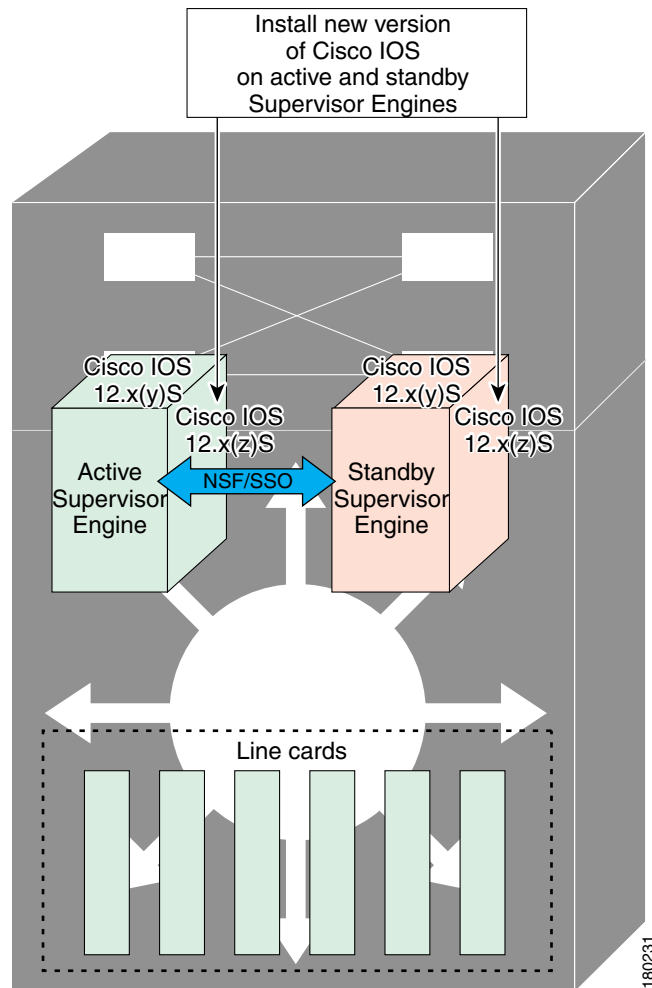 Install new version
of Cisco IOS
on active and standby
Supervisor Engines
Cisco IOS
12.x(y)S
Cisco IOS
12.x(z)S
Cisco IOS
12.x(y)S
Cisco IOS
12.x(z)S
Active
Supervisor
Engine
NSF/SSO
Standby
Supervisor
Engine
Line cards
180231